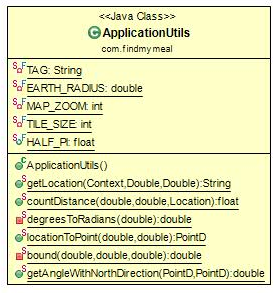 <<Java Class>>
ApplicationUtils
com.findmymeal
TAG: String
EARTH_RADIUS: double
MAP_ZOOM: int
TILE_SIZE: int
HALF_PI: float
ApplicationUtils()
getLocation(Context,Double,Double):String
countDistance(double,double,Location):float
degreesToRadians(double):double
locationToPoint(double,double):PointD
bound(double,double,double):double
getAngleWithNorthDirection(PointD,PointD):double